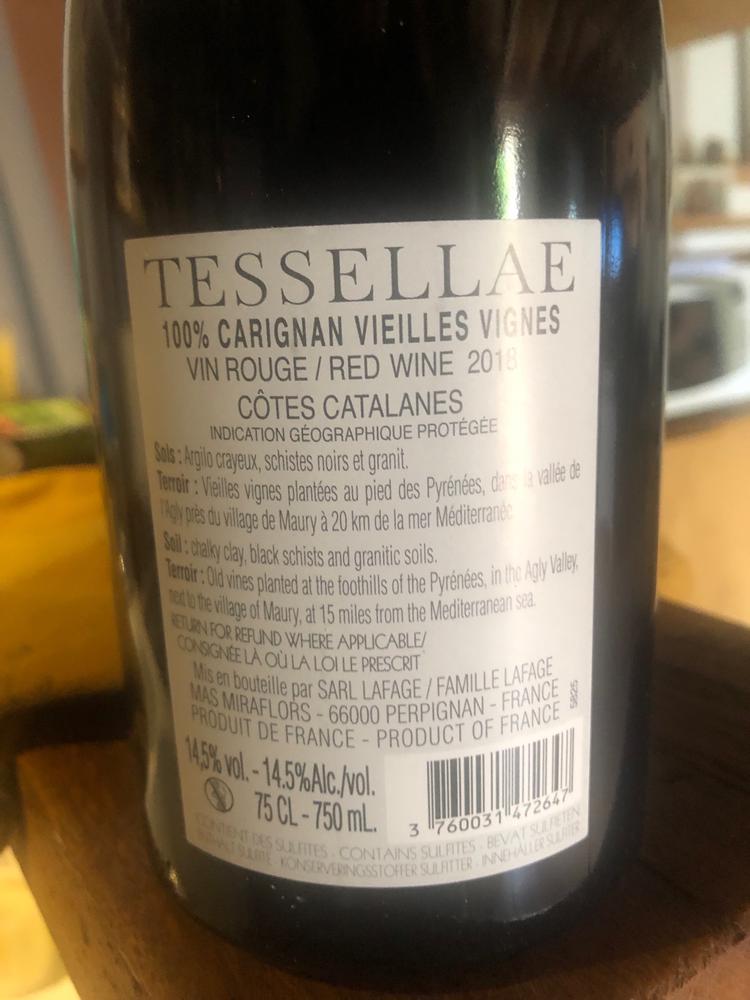 TESSELLAE
100% CARIGNAN VIEILLES VIGNES
VIN ROUGE / RED WINE 2018
CÔTES CATALANES
INDICATION GÉOGRAPHIQUE PROTÉGÉE
Sols : Argilo crayeux, schistes noirs et granit.
Terroir : Vieilles vignes plantées au pied des Pyrénées, dans la vallée de
l'Agly près du village de Maury à 20 km de la mer Méditerranée.
Soil : chalky clay, black schists and granitic soils.
Terroir : Old vines planted at the foothills of the Pyrénées, in the Agly Valley,
next to the village of Maury, at 15 miles from the Mediterranean sea.
RETURN FOR REFUND WHERE APPLICABLE/
CONSIGNÉE LÀ OÙ LA LOI LE PRESCRIT
Mis en bouteille par SARL LAFAGE / FAMILLE LAFAGE
MAS MIRAFLORS - 66000 PERPIGNAN - FRANCE
PRODUIT DE FRANCE - PRODUCT OF FRANCE
5825
14,5% vol. - 14.5%Alc./vol.
75 CL - 750 mL.
3 760031 472647
CONTIENT DES SULFITES - CONTAINS SULFITES - BEVAT SULFIETEN
ENTHALT SULFITE - KONSERVERINGSSTOFFER SULFITTER - INNEHÅLLER SULFITER